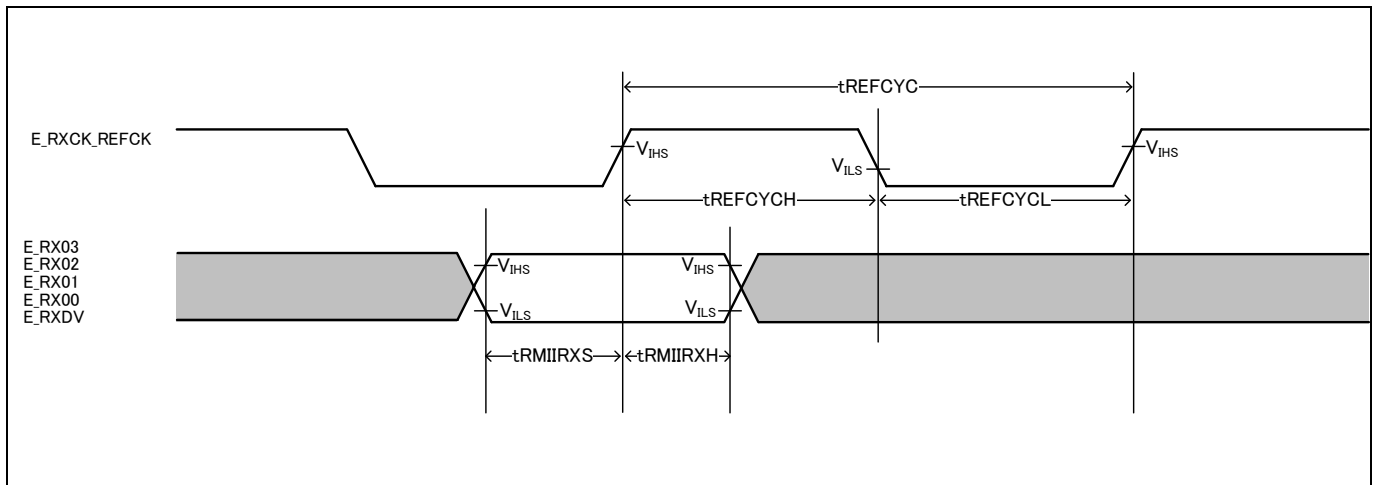 tREFCYC
E_RXCK_REFCK
VIHS
VILS
VIHS
tREFCYCH
tREFCYCL
E_RX03
E_RX02
E_RX01
E_RX00
E_RXDV
VIHS
VIHS
VILS
VILS
tRMIIRXS
tRMIIRXH